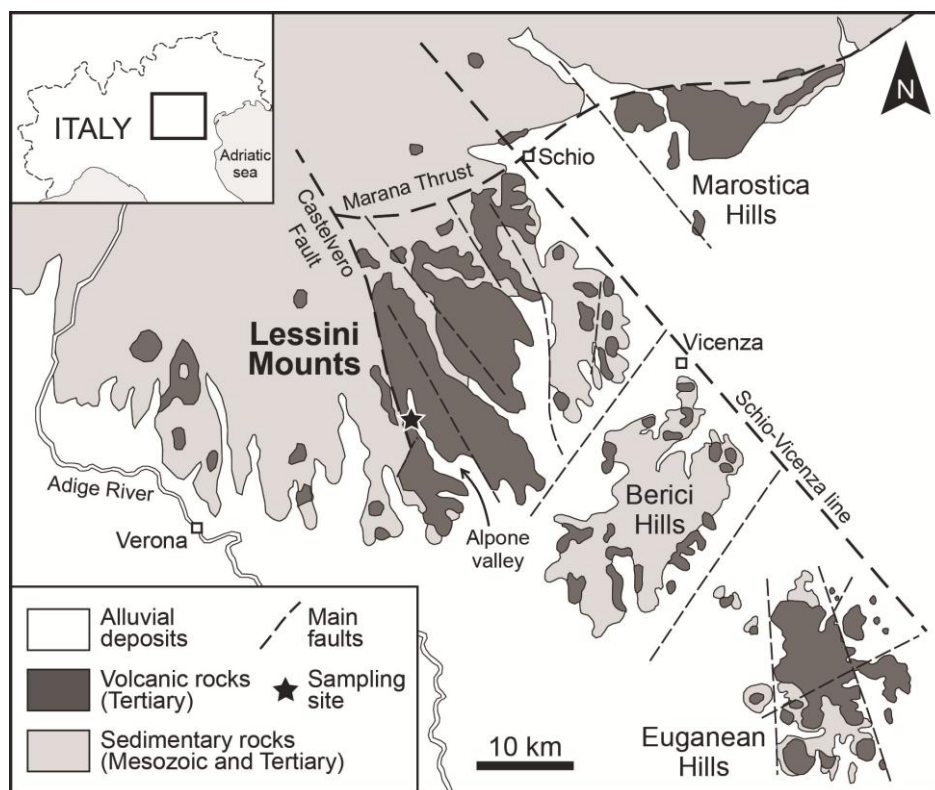 ITALY
Adriatic
sea
N
Schio
Marana Thrust
Castelvero
Fault
Marostica
Hills
Lessini
Mounts
Vicenza
Schio-Vicenza line
Adige River
Verona
Alpone
valley
Berici
Hills
Euganean
Hills
10 km
Alluvial
deposits
Main
faults
Volcanic rocks
(Tertiary)
Sampling
site
Sedimentary rocks
(Mesozoic and Tertiary)